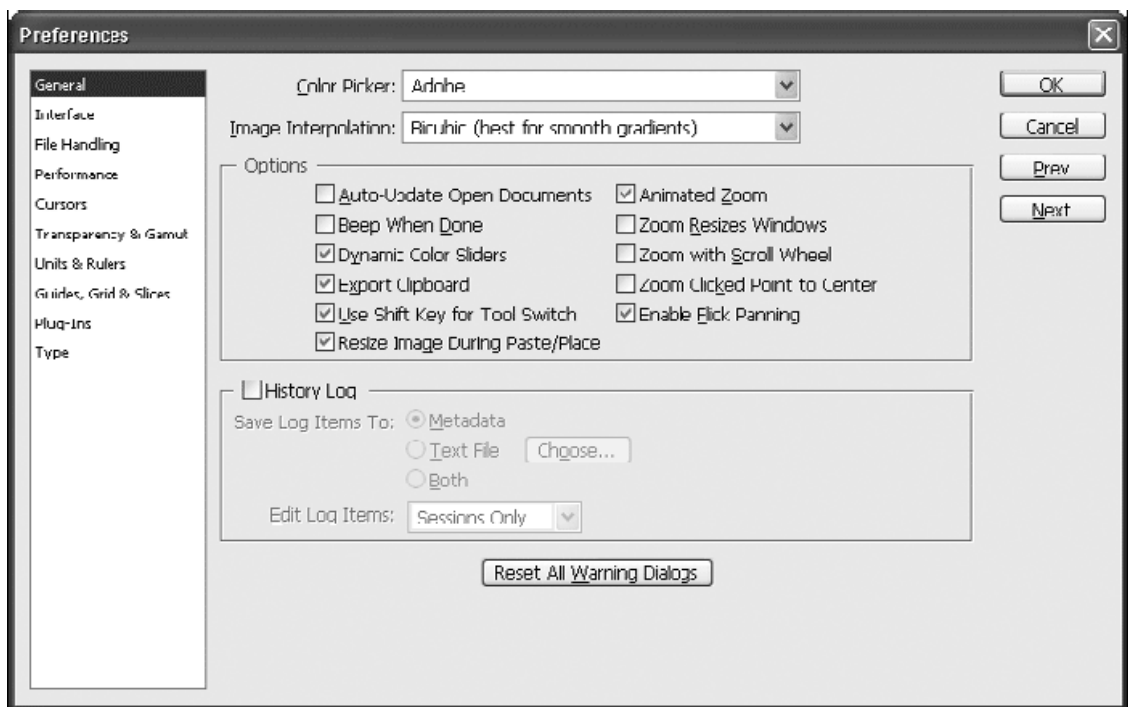 Preferences
General
Interface
File Handling
Performance
Cursors
Transparency & Gamut
Units & Rulers
Guides, Grid & Slices
Plug-Ins
Type
Color Picker: Adobe
Image Interpolation: Bicubic (best for smooth gradients)
Options
Auto-Update Open Documents
Beep When Done
Dynamic Color Sliders
Export Clipboard
Use Shift Key for Tool Switch
Resize Image During Paste/Place
Animated Zoom
Zoom Resizes Windows
Zoom with Scroll Wheel
Zoom Clicked Point to Center
Enable Flick Panning
History Log
Save Log Items To: Metadata
Text File Choose...
Both
Edit Log Items: Sessions Only
Reset All Warning Dialogs
OK
Cancel
Prev
Next